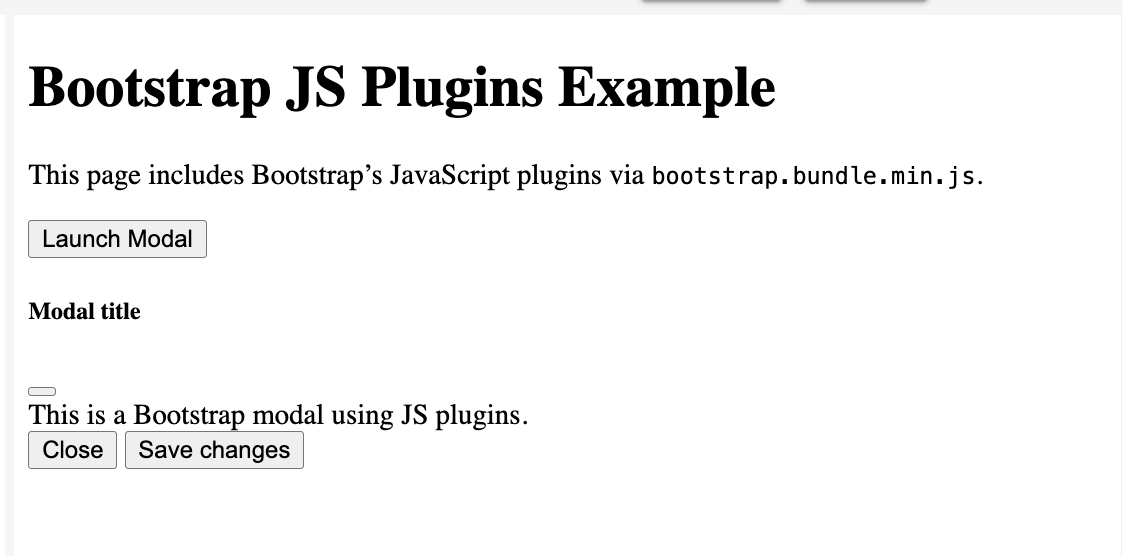 Bootstrap JS Plugins Example
This page includes Bootstrap’s JavaScript plugins via bootstrap.bundle.min.js.
Launch Modal
Modal title
This is a Bootstrap modal using JS plugins.
Close Save changes